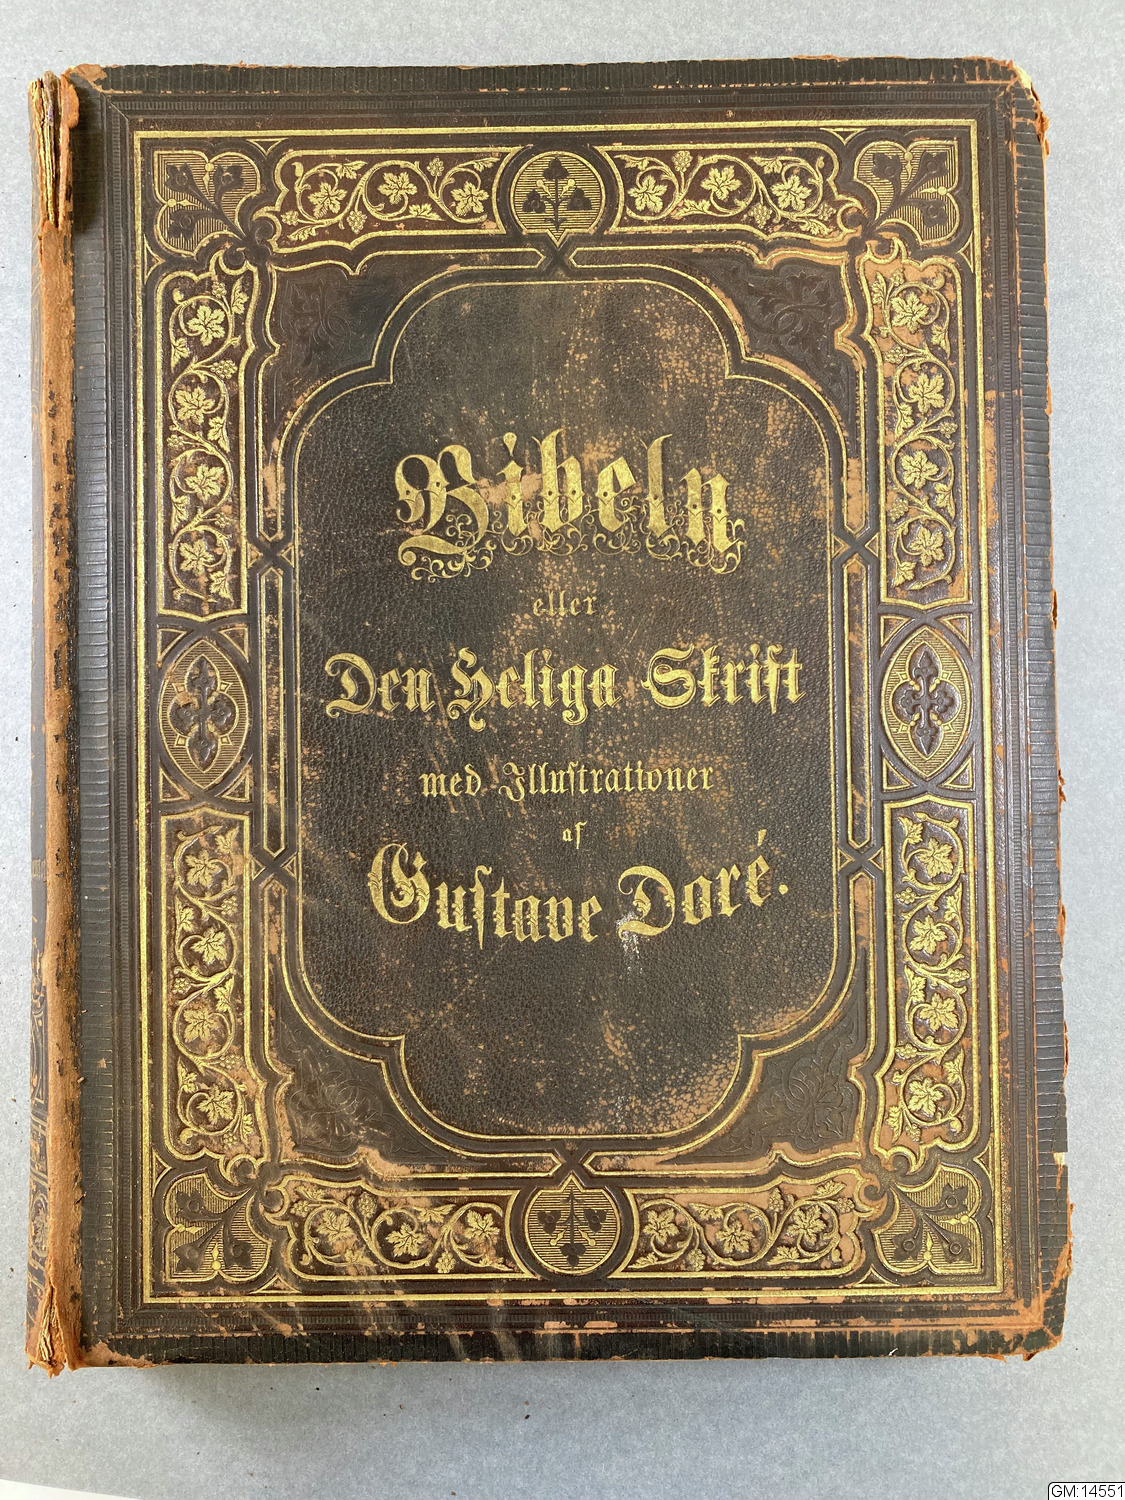 Bibeln
eller
Den Heliga Skrift
med Illustrationer
af
Gustave Doré.
GM:14551